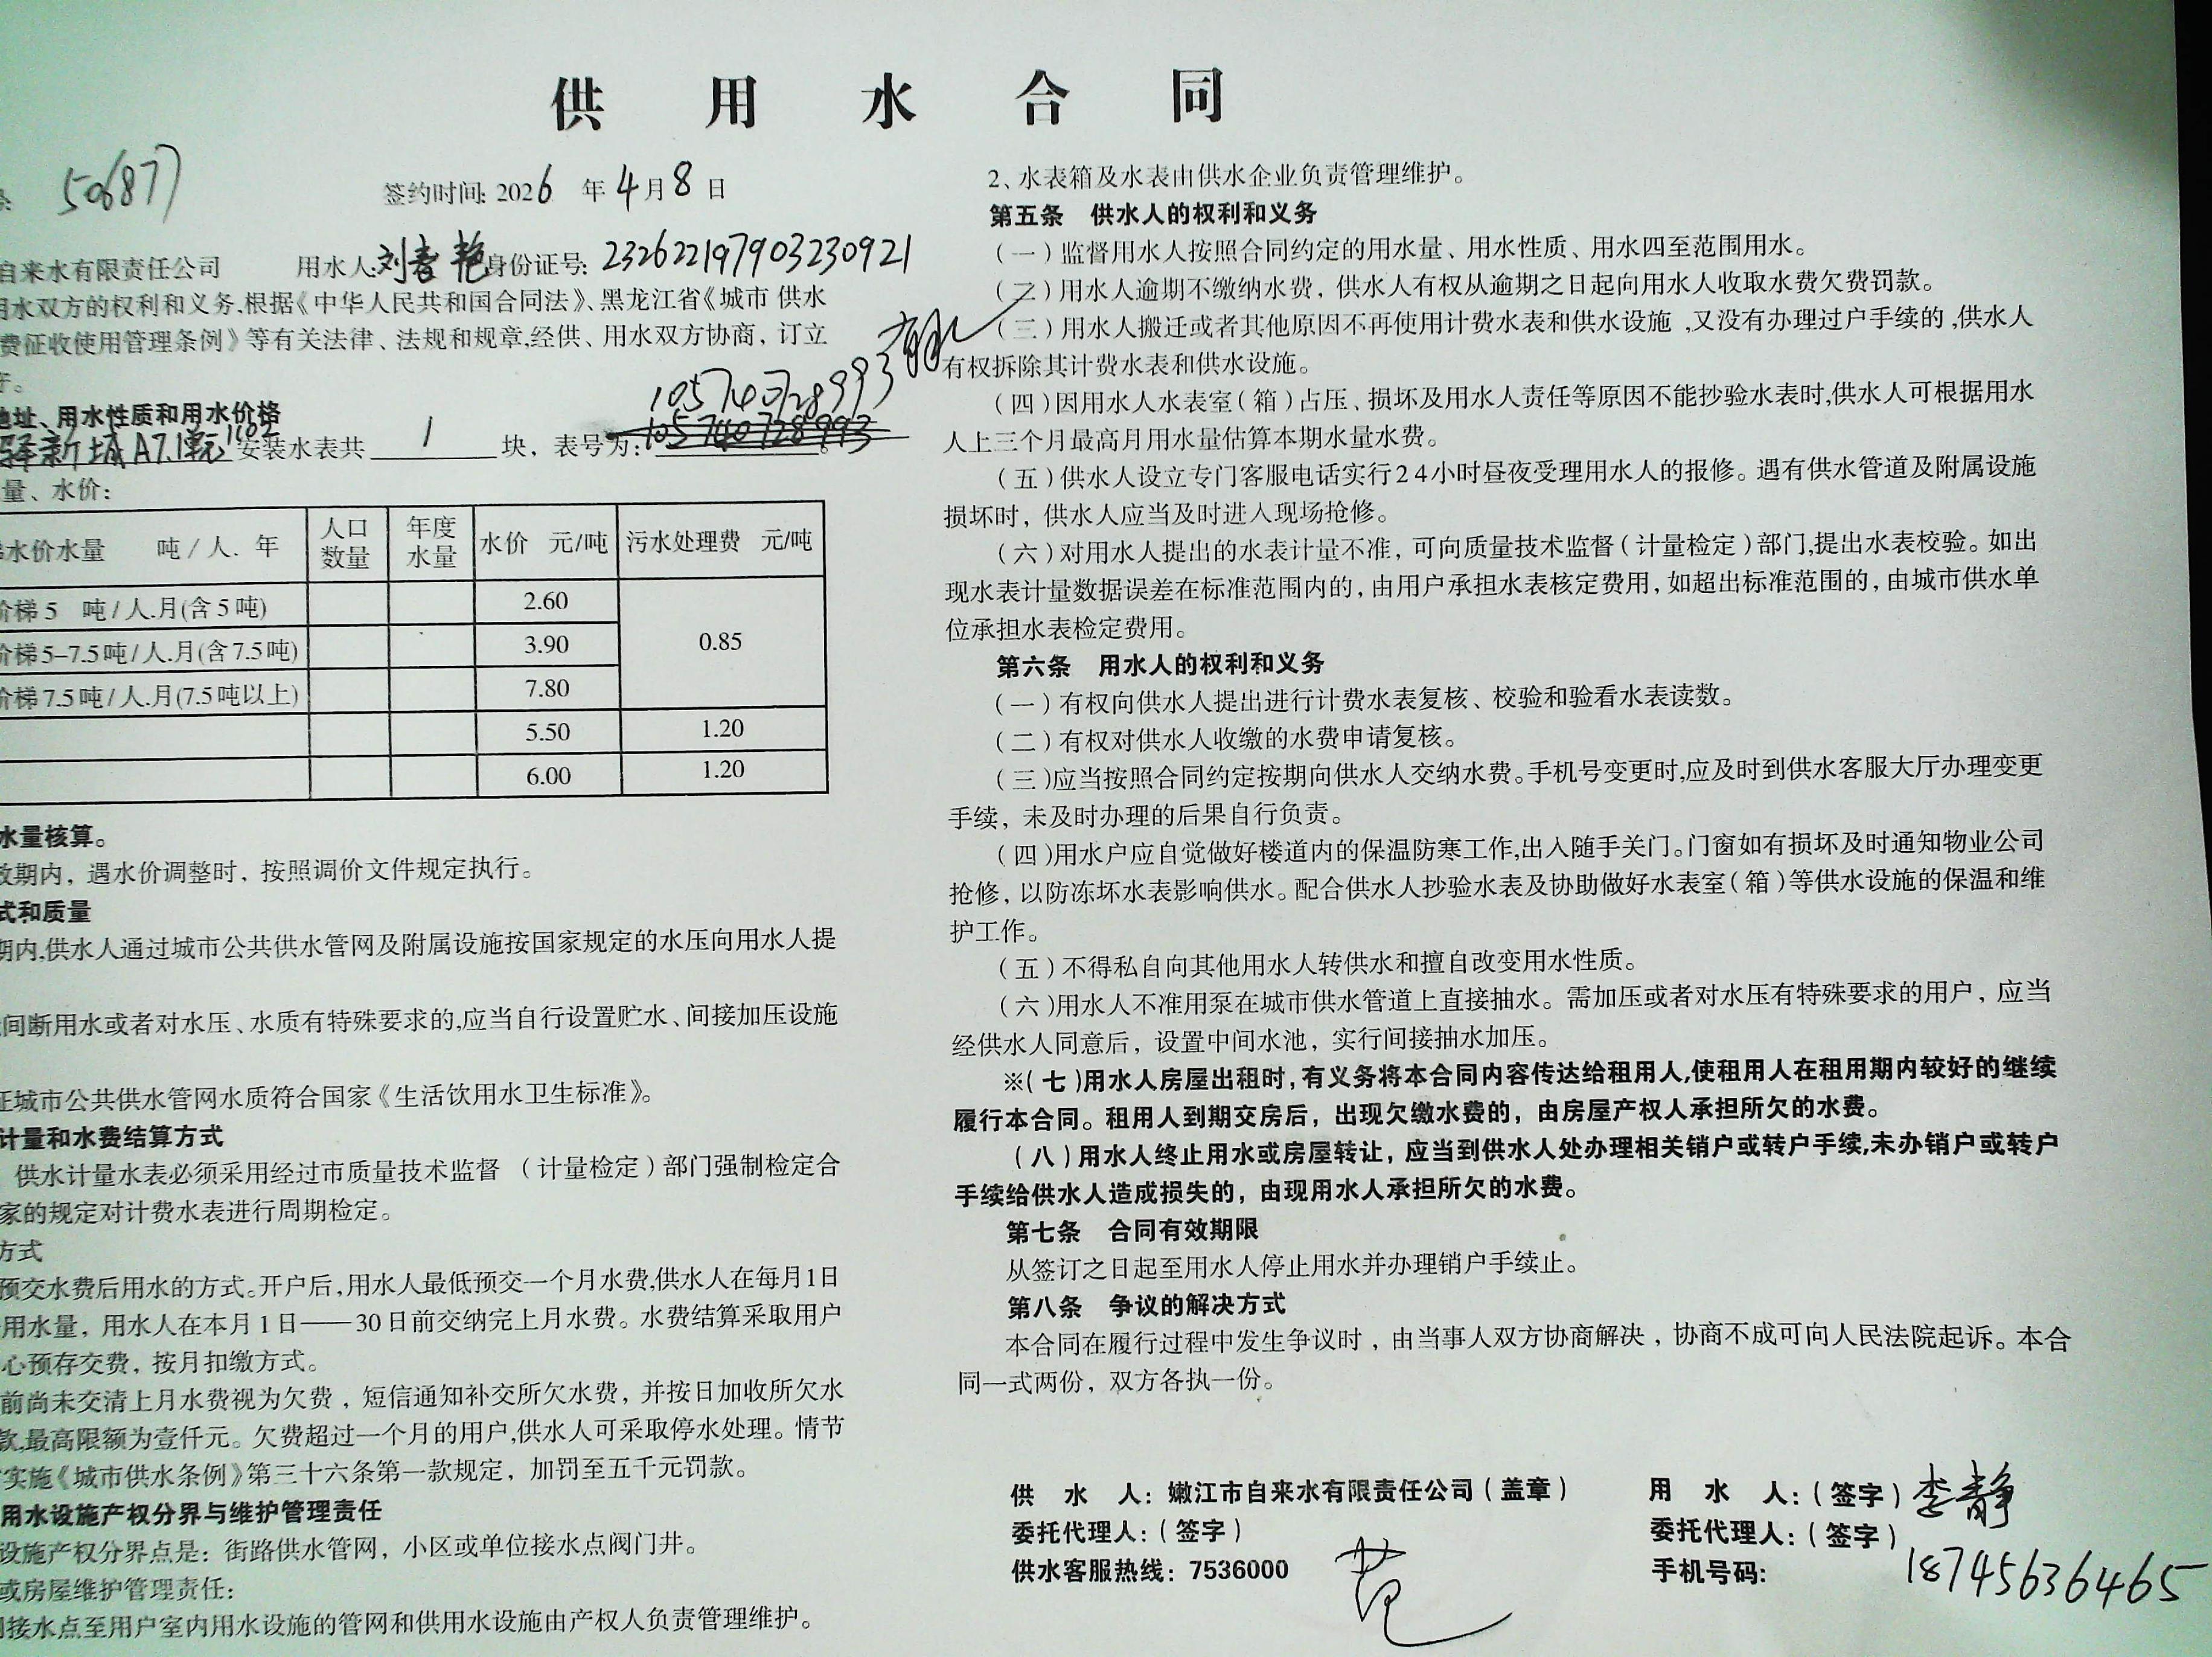 供用水合同
506877
签约时间: 2026 年 4 月 8 日
自来水有限责任公司 用水人: 刘春艳 身份证号: 232622197903230921
用水双方的权利和义务,根据《中华人民共和国合同法》、黑龙江省《城市 供水
费征收使用管理条例》等有关法律、法规和规章,经供、用水双方协商，订立
105740728993
地址、用水性质和用水价格
新城A7.1单1102 安装水表共 1 块，表号为: 105740728993。
量、水价:
水价水量 吨/人.年 人口数量 年度水量 水价 元/吨 污水处理费 元/吨
阶梯5 吨/人.月(含5吨) 2.60 0.85
阶梯5-7.5吨/人.月(含7.5吨) 3.90
阶梯7.5吨/人.月(7.5吨以上) 7.80
5.50 1.20
6.00 1.20
水量核算。
效期内，遇水价调整时，按照调价文件规定执行。
式和质量
期内,供水人通过城市公共供水管网及附属设施按国家规定的水压向用水人提
间断用水或者对水压、水质有特殊要求的,应当自行设置贮水、间接加压设施
证城市公共供水管网水质符合国家《生活饮用水卫生标准》。
计量和水费结算方式
供水计量水表必须采用经过市质量技术监督 （计量检定）部门强制检定合
家的规定对计费水表进行周期检定。
方式
预交水费后用水的方式。开户后,用水人最低预交一个月水费,供水人在每月1日
用水量，用水人在本月1日——30日前交纳完上月水费。水费结算采取用户
心预存交费，按月扣缴方式。
前尚未交清上月水费视为欠费，短信通知补交所欠水费，并按日加收所欠水
款,最高限额为壹仟元。欠费超过一个月的用户,供水人可采取停水处理。情节
实施《城市供水条例》第三十六条第一款规定，加罚至五千元罚款。
用水设施产权分界与维护管理责任
设施产权分界点是：街路供水管网，小区或单位接水点阀门井。
或房屋维护管理责任：
接水点至用户室内用水设施的管网和供用水设施由产权人负责管理维护。
2、水表箱及水表由供水企业负责管理维护。
第五条 供水人的权利和义务
（一）监督用水人按照合同约定的用水量、用水性质、用水四至范围用水。
（二）用水人逾期不缴纳水费，供水人有权从逾期之日起向用水人收取水费欠费罚款。
（三）用水人搬迁或者其他原因不再使用计费水表和供水设施,又没有办理过户手续的,供水人
有权拆除其计费水表和供水设施。
（四）因用水人水表室（箱）占压、损坏及用水人责任等原因不能抄验水表时,供水人可根据用水
人上三个月最高月用水量估算本期水量水费。
（五）供水人设立专门客服电话实行24小时昼夜受理用水人的报修。遇有供水管道及附属设施
损坏时，供水人应当及时进入现场抢修。
（六）对用水人提出的水表计量不准，可向质量技术监督（计量检定）部门,提出水表校验。如出
现水表计量数据误差在标准范围内的，由用户承担水表核定费用，如超出标准范围的，由城市供水单
位承担水表检定费用。
第六条 用水人的权利和义务
（一）有权向供水人提出进行计费水表复核、校验和验看水表读数。
（二）有权对供水人收缴的水费申请复核。
（三）应当按照合同约定按期向供水人交纳水费。手机号变更时,应及时到供水客服大厅办理变更
手续，未及时办理的后果自行负责。
（四）用水户应自觉做好楼道内的保温防寒工作,出入随手关门。门窗如有损坏及时通知物业公司
抢修，以防冻坏水表影响供水。配合供水人抄验水表及协助做好水表室（箱）等供水设施的保温和维
护工作。
（五）不得私自向其他用水人转供水和擅自改变用水性质。
（六）用水人不准用泵在城市供水管道上直接抽水。需加压或者对水压有特殊要求的用户，应当
经供水人同意后，设置中间水池，实行间接抽水加压。
※（七）用水人房屋出租时,有义务将本合同内容传达给租用人,使租用人在租用期内较好的继续
履行本合同。租用人到期交房后，出现欠缴水费的，由房屋产权人承担所欠的水费。
（八）用水人终止用水或房屋转让，应当到供水人处办理相关销户或转户手续,未办销户或转户
手续给供水人造成损失的，由现用水人承担所欠的水费。
第七条 合同有效期限
从签订之日起至用水人停止用水并办理销户手续止。
第八条 争议的解决方式
本合同在履行过程中发生争议时，由当事人双方协商解决，协商不成可向人民法院起诉。本合
同一式两份，双方各执一份。
供 水 人：嫩江市自来水有限责任公司（盖章）
委托代理人：（签字）
供水客服热线：7536000
用 水 人：（签字）李静
委托代理人：（签字）
手机号码： 18745636465